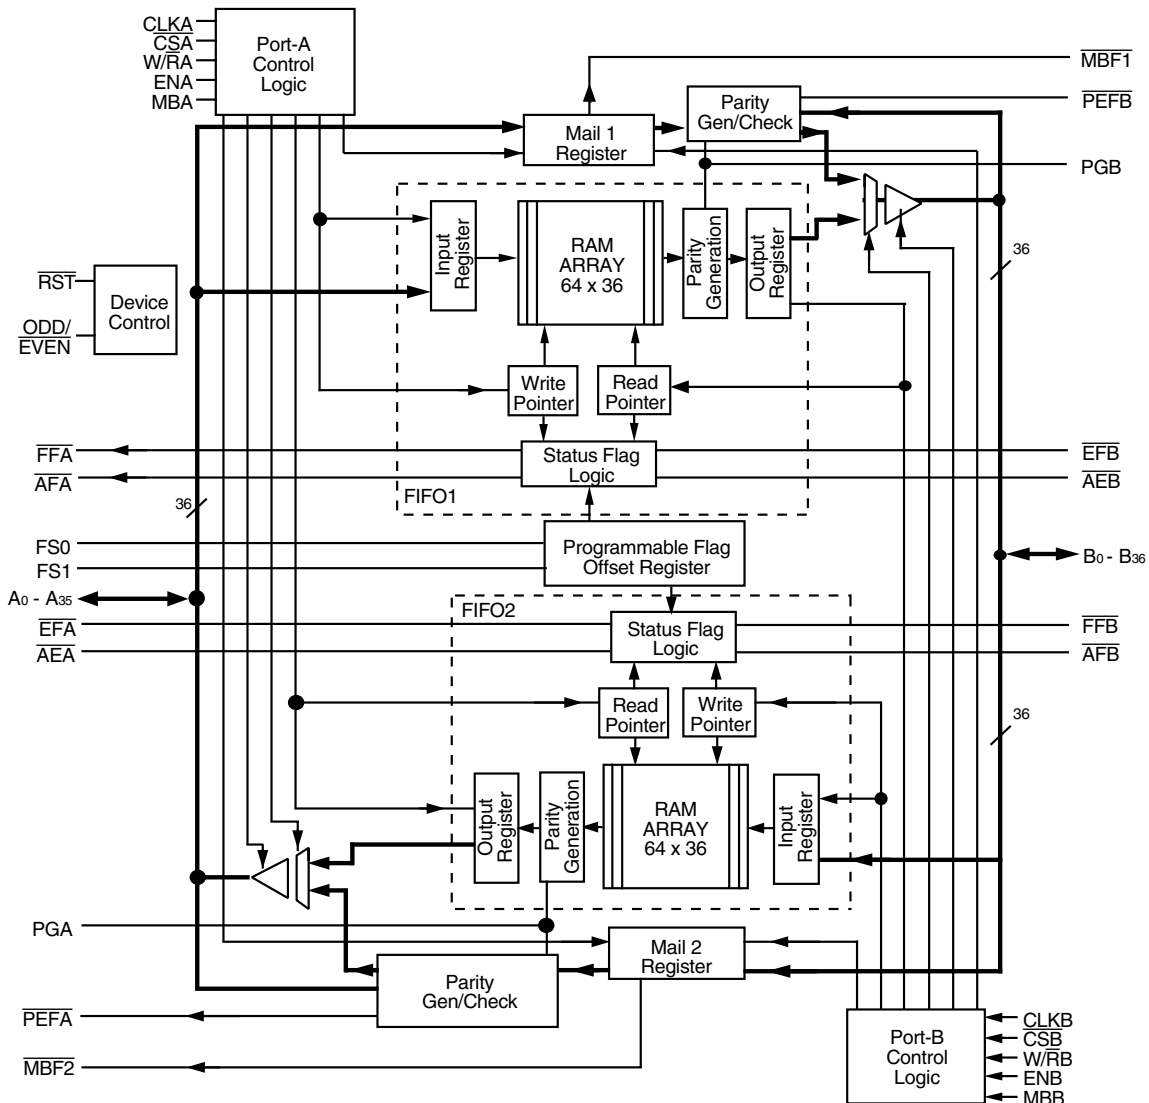 CLKA
CSA
W/RA
ENA
MBA
Port-A
Control
Logic
MBF1
PEFB
Parity
Gen/Check
Mail 1
Register
PGB
Input
Register
RAM
ARRAY
64 x 36
Parity
Generation
Output
Register
36
RST
ODD/
EVEN
Device
Control
Write
Pointer
Read
Pointer
FFA
AFA
Status Flag
Logic
EFB
AEB
FIFO1
36
FS0
FS1
Programmable Flag
Offset Register
A0 - A35
B0 - B36
FIFO2
EFA
AEA
Status Flag
Logic
FFB
AFB
Read
Pointer
Write
Pointer
36
Output
Register
Parity
Generation
RAM
ARRAY
64 x 36
Input
Register
PGA
Mail 2
Register
Parity
Gen/Check
PEFA
MBF2
Port-B
Control
Logic
CLKB
CSB
W/RB
ENB
MBB